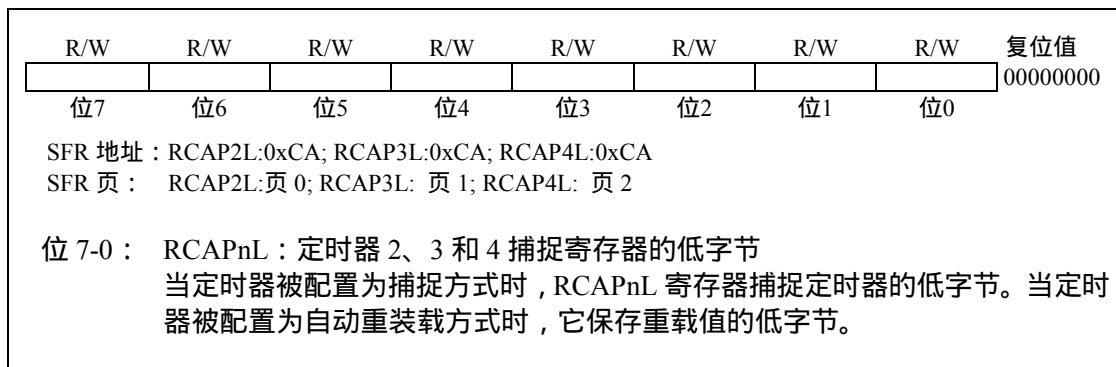 R/W R/W R/W R/W R/W R/W R/W R/W 复位值
00000000
位7 位6 位5 位4 位3 位2 位1 位0
SFR 地址：RCAP2L:0xCA; RCAP3L:0xCA; RCAP4L:0xCA
SFR 页： RCAP2L:页 0; RCAP3L: 页 1; RCAP4L: 页 2
位 7-0： RCAPnL：定时器 2、3 和 4 捕捉寄存器的低字节
当定时器被配置为捕捉方式时，RCAPnL 寄存器捕捉定时器的低字节。当定时
器被配置为自动重装载方式时，它保存重载值的低字节。